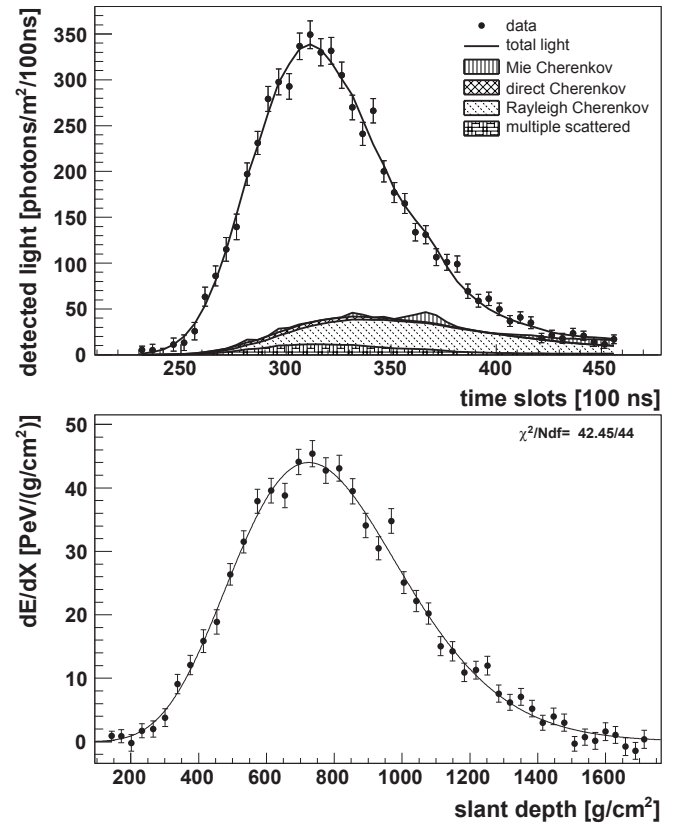 detected light [photons/m²/100ns]
350
300
250
200
150
100
50
0
data
total light
Mie Cherenkov
direct Cherenkov
Rayleigh Cherenkov
multiple scattered
250 300 350 400 450
time slots [100 ns]
dE/dX [PeV/(g/cm²)]
50
40
30
20
10
0
χ²/Ndf= 42.45/44
200 400 600 800 1000 1200 1400 1600
slant depth [g/cm²]